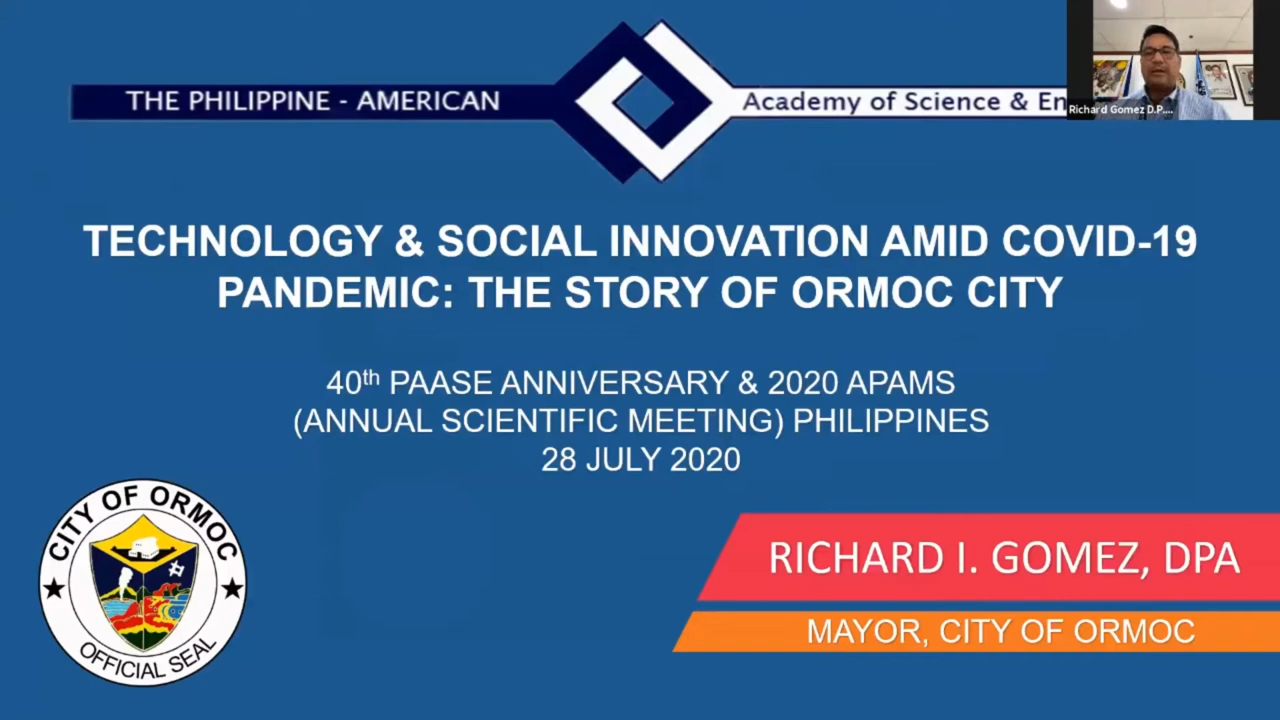 THE PHILIPPINE - AMERICAN
Academy of Science & En
Richard Gomez D.P....
TECHNOLOGY & SOCIAL INNOVATION AMID COVID-19
PANDEMIC: THE STORY OF ORMOC CITY
40th PAASE ANNIVERSARY & 2020 APAMS
(ANNUAL SCIENTIFIC MEETING) PHILIPPINES
28 JULY 2020
CITY OF ORMOC
OFFICIAL SEAL
RICHARD I. GOMEZ, DPA
MAYOR, CITY OF ORMOC